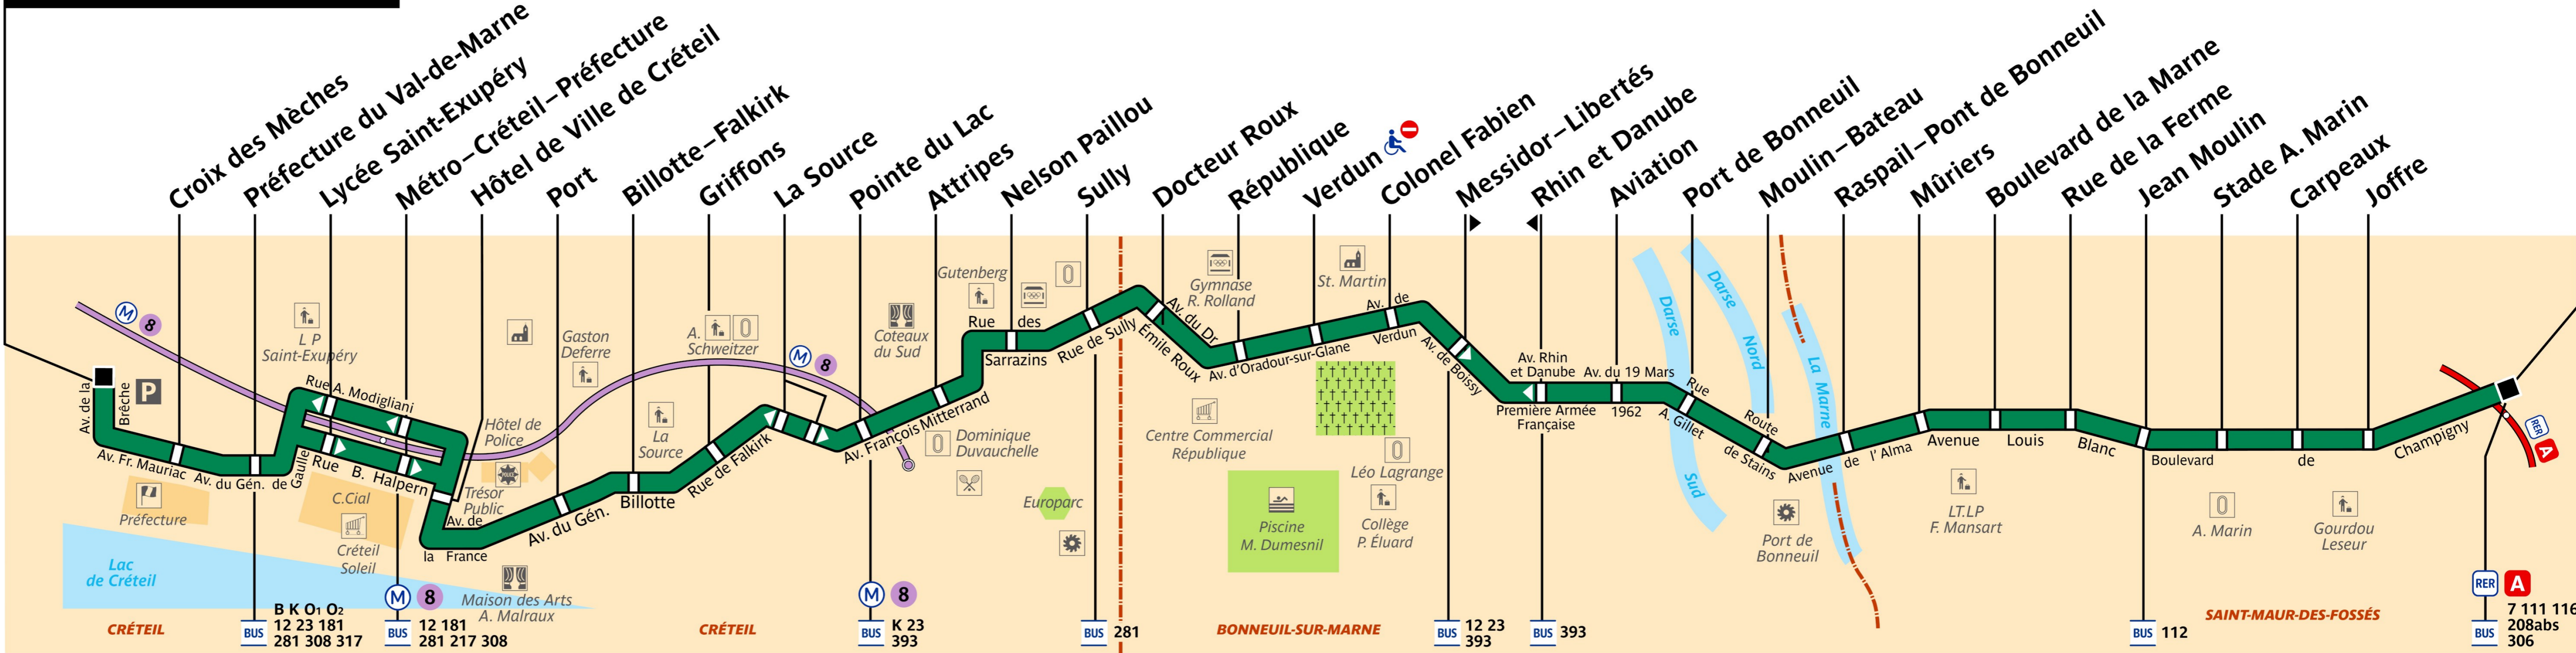 Croix des Mèches
Préfecture du Val-de-Marne
Lycée Saint-Exupéry
Métro–Créteil–Préfecture
Hôtel de Ville de Créteil
Port
Billotte–Falkirk
Griffons
La Source
Pointe du Lac
Attripes
Nelson Paillou
Sully
Docteur Roux
République
Verdun
Colonel Fabien
Messidor–Libertés
Rhin et Danube
Aviation
Port de Bonneuil
Moulin–Bateau
Raspail–Pont de Bonneuil
Mûriers
Boulevard de la Marne
Rue de la Ferme
Jean Moulin
Stade A. Marin
Carpeaux
Joffre
M 8
Av. de la
Brêche
P
Av. Fr. Mauriac
Av. du Gén. de
Gaulle
L P
Saint-Exupéry
Rue A. Modigliani
Rue B. Halpern
Préfecture
C.Cial
Créteil
Soleil
Lac
de Créteil
Hôtel de
Police
Trésor
Public
Av. de
la France
Maison des Arts
A. Malraux
Gaston
Deferre
Av. du Gén.
Billotte
La
Source
A.
Schweitzer
Rue de Falkirk
M 8
Coteaux
du Sud
Av. François Mitterrand
Dominique
Duvauchelle
Gutenberg
Rue des
Sarrazins
Rue de Sully
Europarc
Av. du Dr
Émile Roux
Gymnase
R. Rolland
Av. d'Oradour-sur-Glane
St. Martin
Av. de
Verdun
Centre Commercial
République
Piscine
M. Dumesnil
Léo Lagrange
Collège
P. Éluard
Av. de Boissy
Av. Rhin
et Danube
Première Armée
Française
Av. du 19 Mars
1962
Rue
A. Gillet
Darse
Sud
Darse
Nord
Route
de Stains
Port de
Bonneuil
La Marne
Avenue de l'Alma
Avenue Louis Blanc
LT.LP
F. Mansart
Boulevard de Champigny
A. Marin
Gourdou
Leseur
RER A
CRÉTEIL
BUS
B K O1 O2
12 23 181
281 308 317
M 8
BUS
12 181
281 217 308
CRÉTEIL
M 8
BUS
K 23
393
BUS 281
BONNEUIL-SUR-MARNE
BUS
12 23
393
BUS 393
BUS 112
SAINT-MAUR-DES-FOSSÉS
RER A
BUS
7 111 116
208abs
306